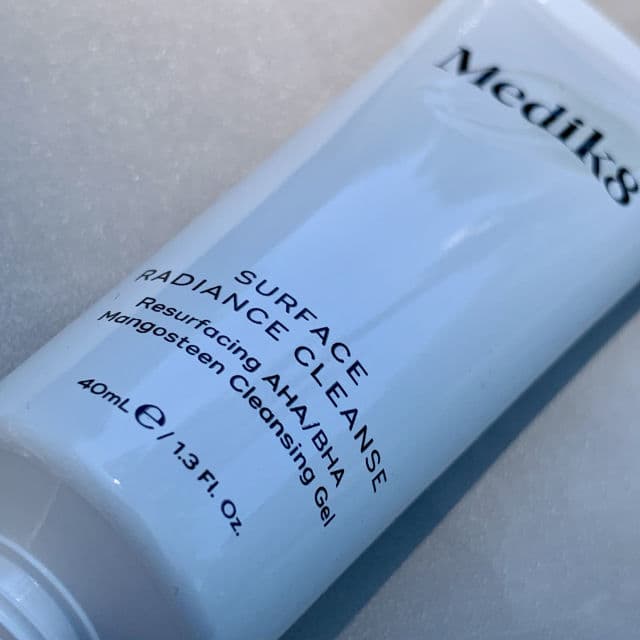 Medik8
SURFACE
RADIANCE CLEANSE
Resurfacing AHA/BHA
Mangosteen Cleansing Gel
40mL ℮ / 1.3 Fl. Oz.